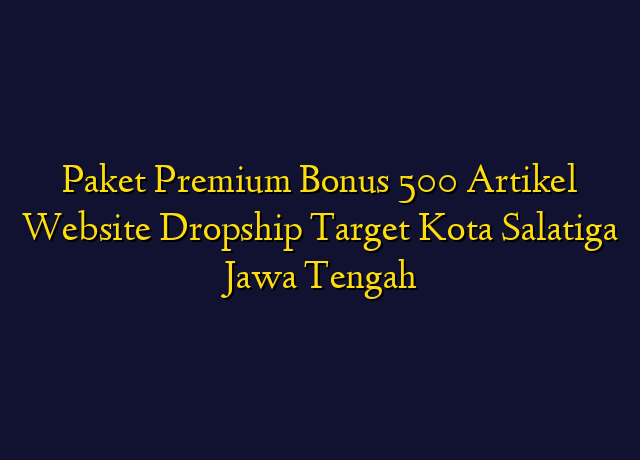 Paket Premium Bonus 500 Artikel
Website Dropship Target Kota Salatiga
Jawa Tengah